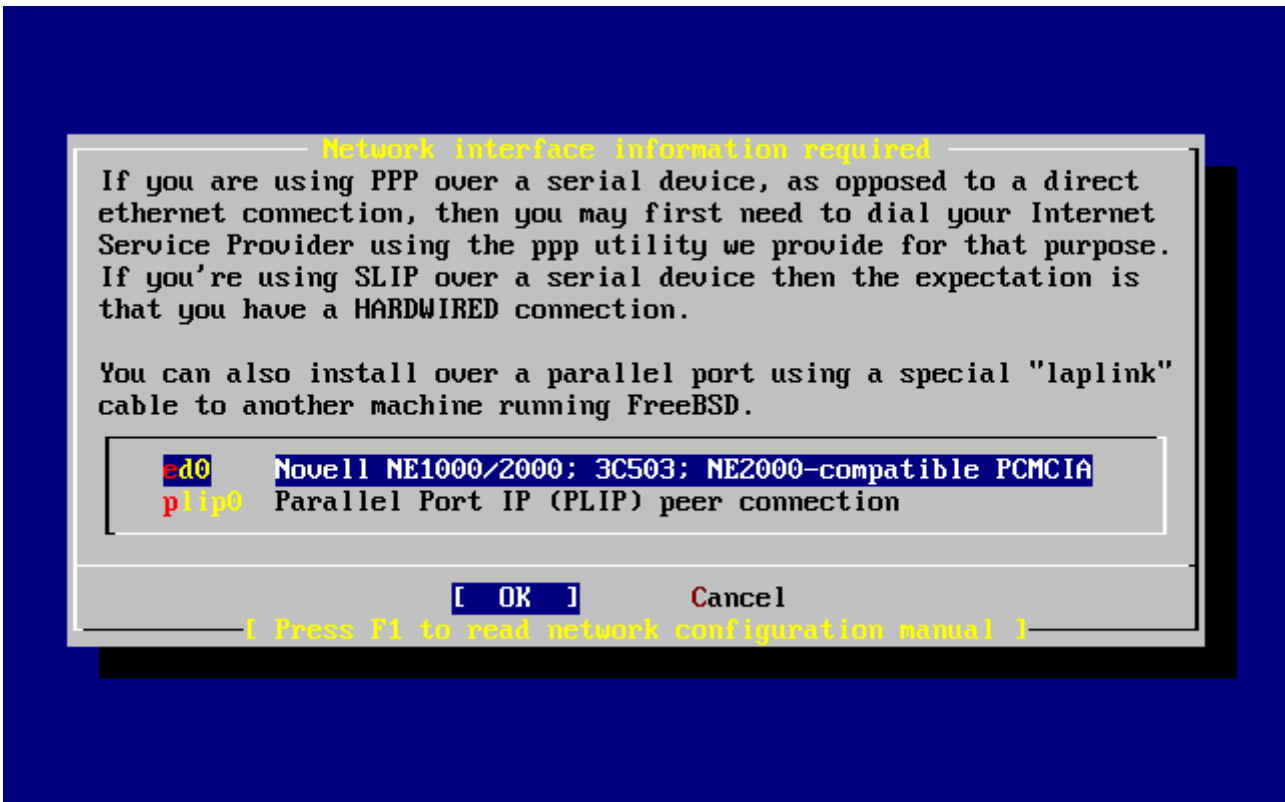 Network interface information required
If you are using PPP over a serial device, as opposed to a direct
ethernet connection, then you may first need to dial your Internet
Service Provider using the ppp utility we provide for that purpose.
If you're using SLIP over a serial device then the expectation is
that you have a HARDWIRED connection.
You can also install over a parallel port using a special "laplink"
cable to another machine running FreeBSD.
ed0 Novell NE1000/2000; 3C503; NE2000-compatible PCMCIA
plip0 Parallel Port IP (PLIP) peer connection
[ OK ] Cancel
[ Press F1 to read network configuration manual ]